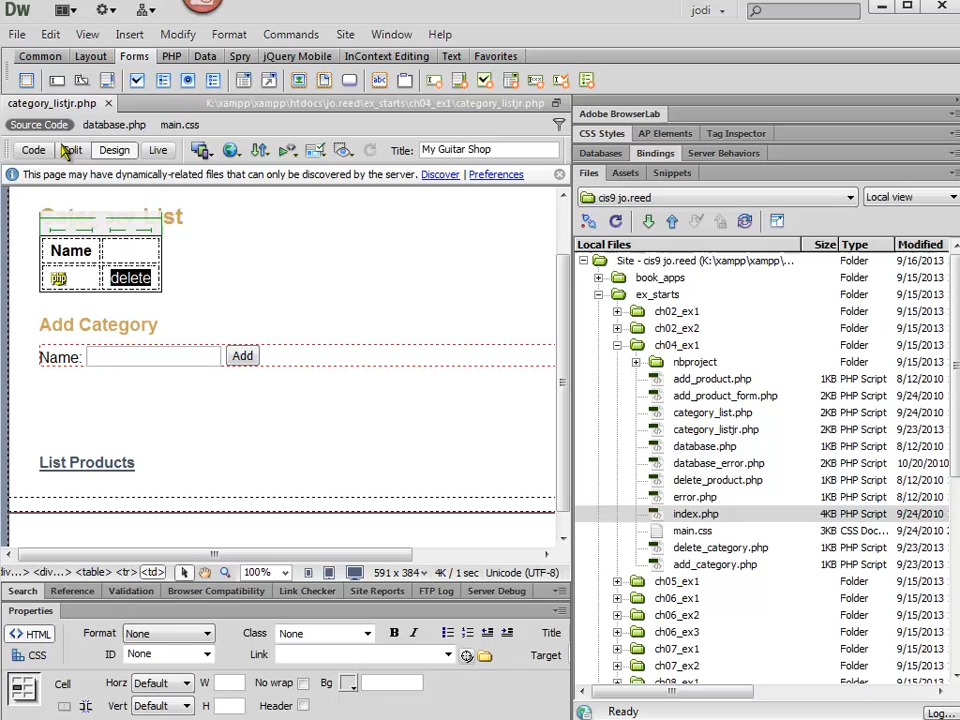 Dw
jodi
File Edit View Insert Modify Format Commands Site Window Help
Common Layout Forms PHP Data Spry jQuery Mobile InContext Editing Text Favorites
category_listjr.php K:\xampp\xampp\htdocs\jo.reed\ex_starts\ch04_ex1\category_listjr.php
Source Code database.php main.css
Code Split Design Live Title: My Guitar Shop
This page may have dynamically-related files that can only be discovered by the server. Discover | Preferences
Category List
Name
php delete
Add Category
Name: Add
List Products
div...> <div...> <table> <tr> <td> 100% 591 x 384 4K / 1 sec Unicode (UTF-8)
Search Reference Validation Browser Compatibility Link Checker Site Reports FTP Log Server Debug
Properties
<> HTML Format None Class None B I Title
CSS ID None Link Target
Cell Horz Default W No wrap Bg
Vert Default H Header
Adobe BrowserLab
CSS Styles AP Elements Tag Inspector
Databases Bindings Server Behaviors
Files Assets Snippets
cis9 jo.reed Local view
Local Files Size Type Modified
Site - cis9 jo.reed (K:\xampp\xampp\... Folder 9/16/2013
book_apps Folder 9/15/2013
ex_starts Folder 9/15/2013
ch02_ex1 Folder 9/15/2013
ch02_ex2 Folder 9/15/2013
ch04_ex1 Folder 9/23/2013
nbproject Folder 9/15/2013
add_product.php 1KB PHP Script 8/12/2010
add_product_form.php 2KB PHP Script 9/24/2010
category_list.php 2KB PHP Script 9/24/2010
category_listjr.php 2KB PHP Script 9/23/2013
database.php 1KB PHP Script 8/12/2010
database_error.php 2KB PHP Script 10/20/2010
delete_product.php 1KB PHP Script 8/12/2010
error.php 1KB PHP Script 9/24/2010
index.php 4KB PHP Script 9/24/2010
main.css 3KB CSS Doc... 9/24/2010
delete_category.php 1KB PHP Script 9/23/2013
add_category.php 1KB PHP Script 9/23/2013
ch05_ex1 Folder 9/15/2013
ch06_ex1 Folder 9/15/2013
ch06_ex2 Folder 9/15/2013
ch06_ex3 Folder 9/15/2013
ch07_ex1 Folder 9/15/2013
ch07_ex2 Folder 9/15/2013
ch08_ex1 Folder 9/15/2013
Ready Log...